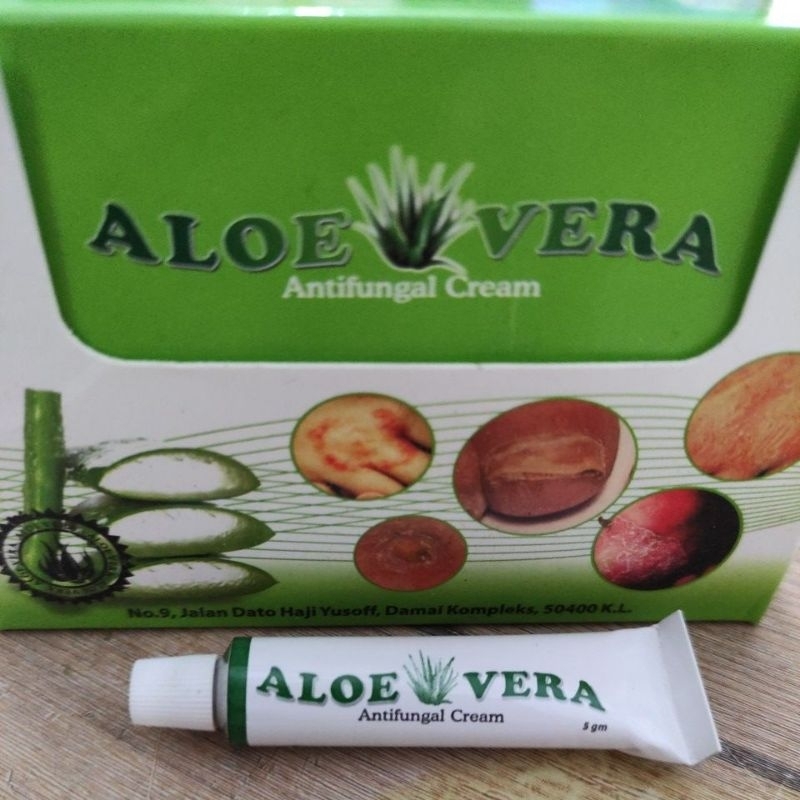 ALOE VERA
Antifungal Cream
No.9, Jalan Dato Haji Yusoff, Damai Kompleks, 50400 K.L.
ALOE VERA
Antifungal Cream
5 gm